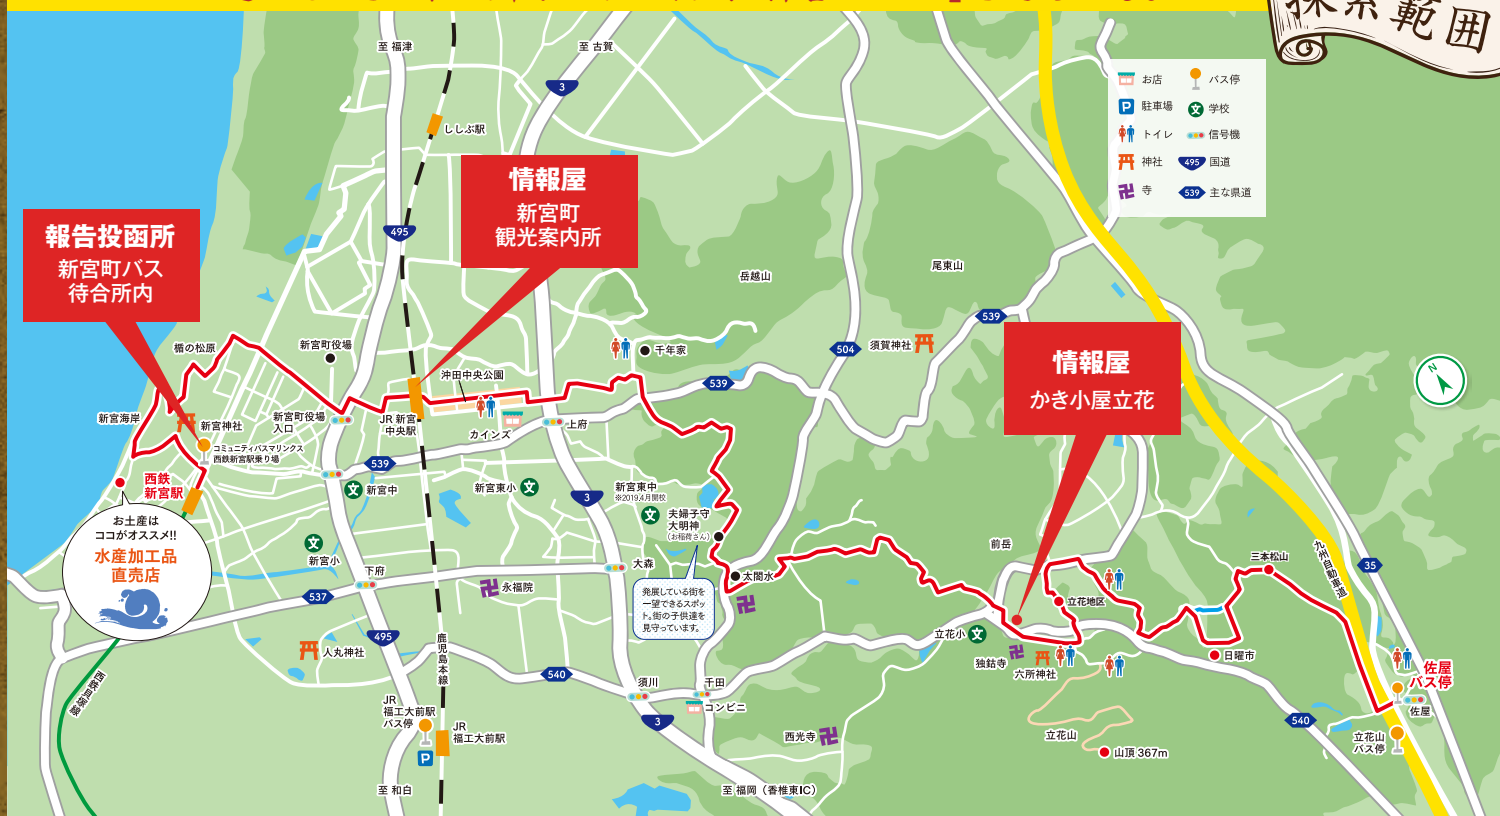 探索範囲
至 福津
至 古賀
3
お店
バス停
駐車場
学校
トイレ
信号機
神社
495
国道
寺
539
主な県道
P
文
ししぶ駅
情報屋
新宮町
観光案内所
報告投函所
新宮町バス
待合所内
495
岳越山
尾東山
539
504
須賀神社
情報屋
かき小屋立花
N
楯の松原
新宮町役場
千年家
沖田中央公園
539
新宮海岸
新宮神社
新宮町役場
入口
JR 新宮
中央駅
カインズ
上府
コミュニティバスマリンクス
西鉄新宮駅乗り場
539
西鉄
新宮駅
文
新宮中
新宮東小
文
3
新宮東中
※2019.4月開校
文
お土産は
ココがオススメ!!
水産加工品
直売店
夫婦子守
大明神
(お稲荷さん)
文
新宮小
下府
大森
太閤水
前岳
三本松山
九州自動車道
35
537
永福院
発展している街を
一望できるスポッ
ト。街の子供達を
見守っています。
立花地区
495
鹿児島本線
人丸神社
立花小
文
独鈷寺
六所神社
日曜市
佐屋
バス停
540
須川
千田
コンビニ
西鉄貝塚線
JR
福工大前駅
バス停
JR
福工大前駅
P
3
西光寺
立花山
山頂 367m
540
佐屋
立花山
バス停
至 和白
至 福岡（香椎東IC）